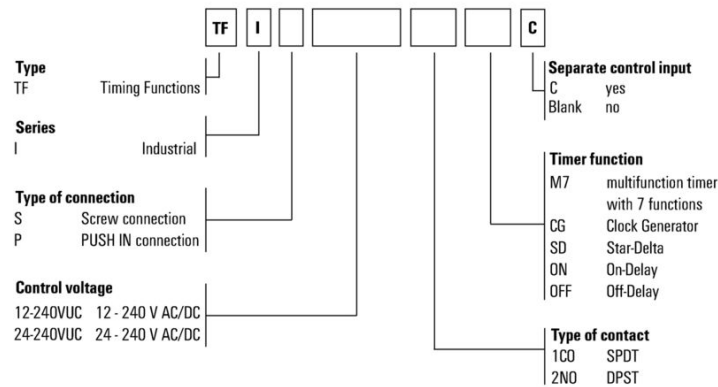 TF I C
Type
TF Timing Functions
Series
I Industrial
Type of connection
S Screw connection
P PUSH IN connection
Control voltage
12-240VUC 12 - 240 V AC/DC
24-240VUC 24 - 240 V AC/DC
Separate control input
C yes
Blank no
Timer function
M7 multifunction timer
with 7 functions
CG Clock Generator
SD Star-Delta
ON On-Delay
OFF Off-Delay
Type of contact
1CO SPDT
2NO DPST